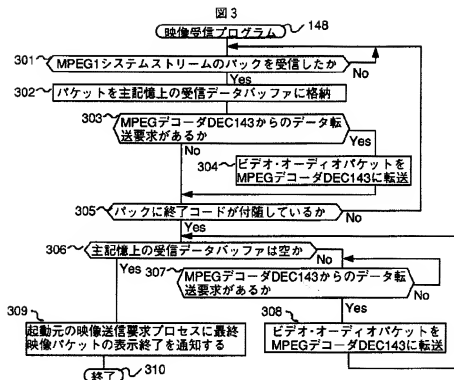 図3
映像受信プログラム 148
301 MPEG1システムストリームのパックを受信したか
Yes No
302 パケットを主記憶上の受信データバッファに格納
303 MPEGデコーダDEC143からのデータ転
送要求があるか
Yes
No
304 ビデオ・オーディオパケットを
MPEGデコーダDEC143に転送
305 パックに終了コードが付随しているか
No
Yes
306 主記憶上の受信データバッファは空か
No
Yes
307 MPEGデコーダDEC143からのデータ転
送要求があるか
No
Yes
309 起動元の映像送信要求プロセスに最終
映像パケットの表示終了を通知する
308 ビデオ・オーディオパケットを
MPEGデコーダDEC143に転送
終了 310